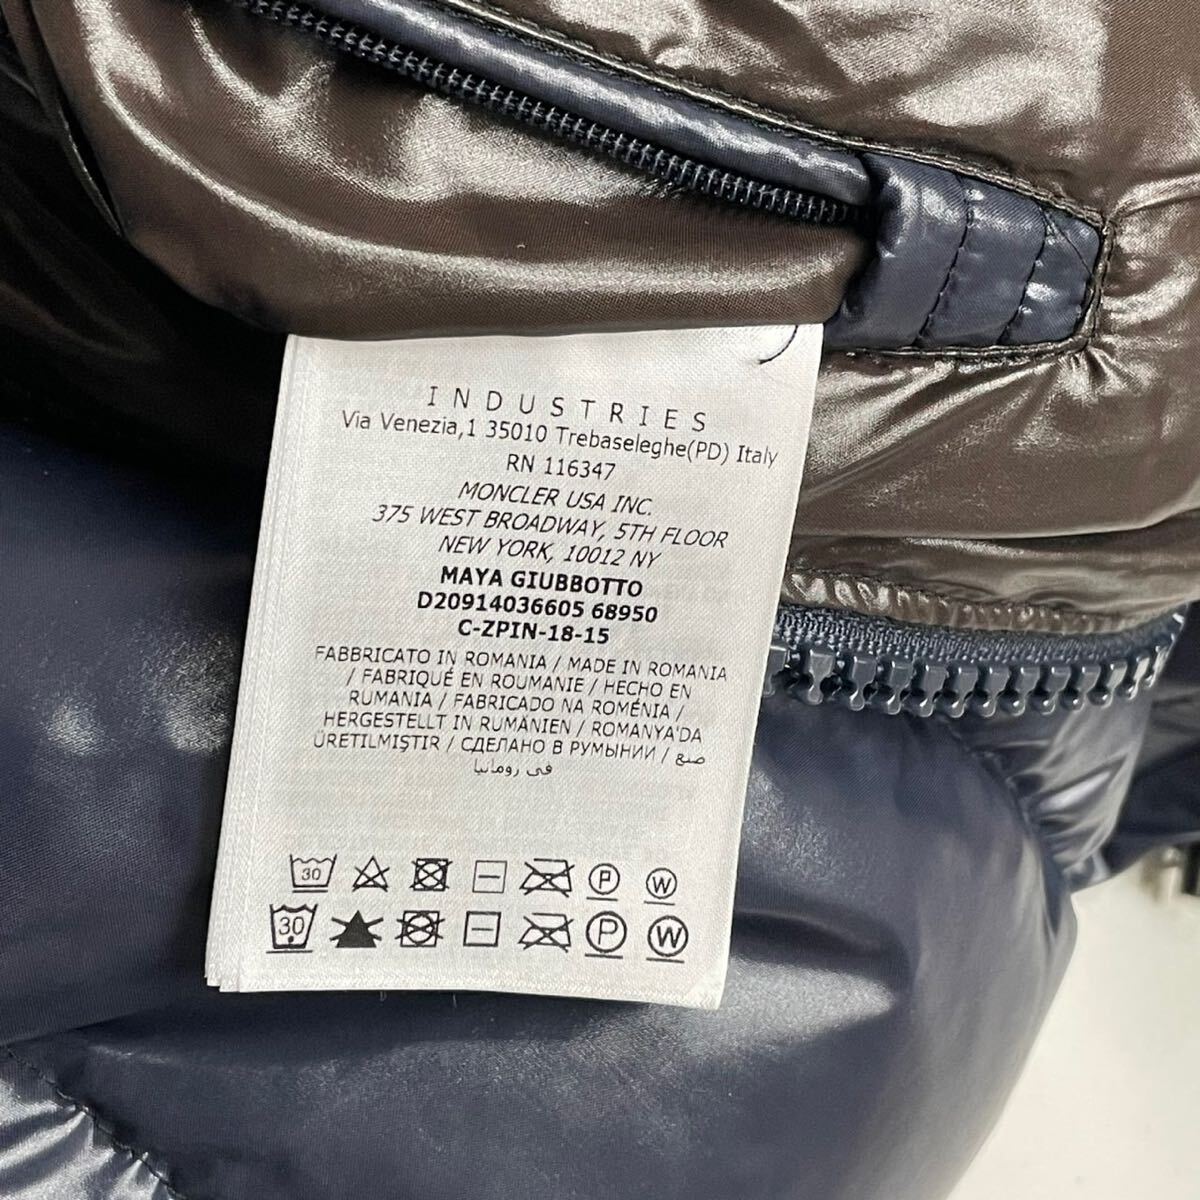 INDUSTRIES
Via Venezia,1 35010 Trebaseleghe(PD) Italy
RN 116347
MONCLER USA INC.
375 WEST BROADWAY, 5TH FLOOR
NEW YORK, 10012 NY
MAYA GIUBBOTTO
D20914036605 68950
C-ZPIN-18-15
FABBRICATO IN ROMANIA / MADE IN ROMANIA
/ FABRIQUÉ EN ROUMANIE / HECHO EN
RUMANIA / FABRICADO NA ROMÉNIA /
HERGESTELLT IN RUMÄNIEN / ROMANYA'DA
ÜRETILMIŞTIR / СДЕЛАНО В РУМЫНИИ / صنع
في رومانيا
30 P W
30 P W